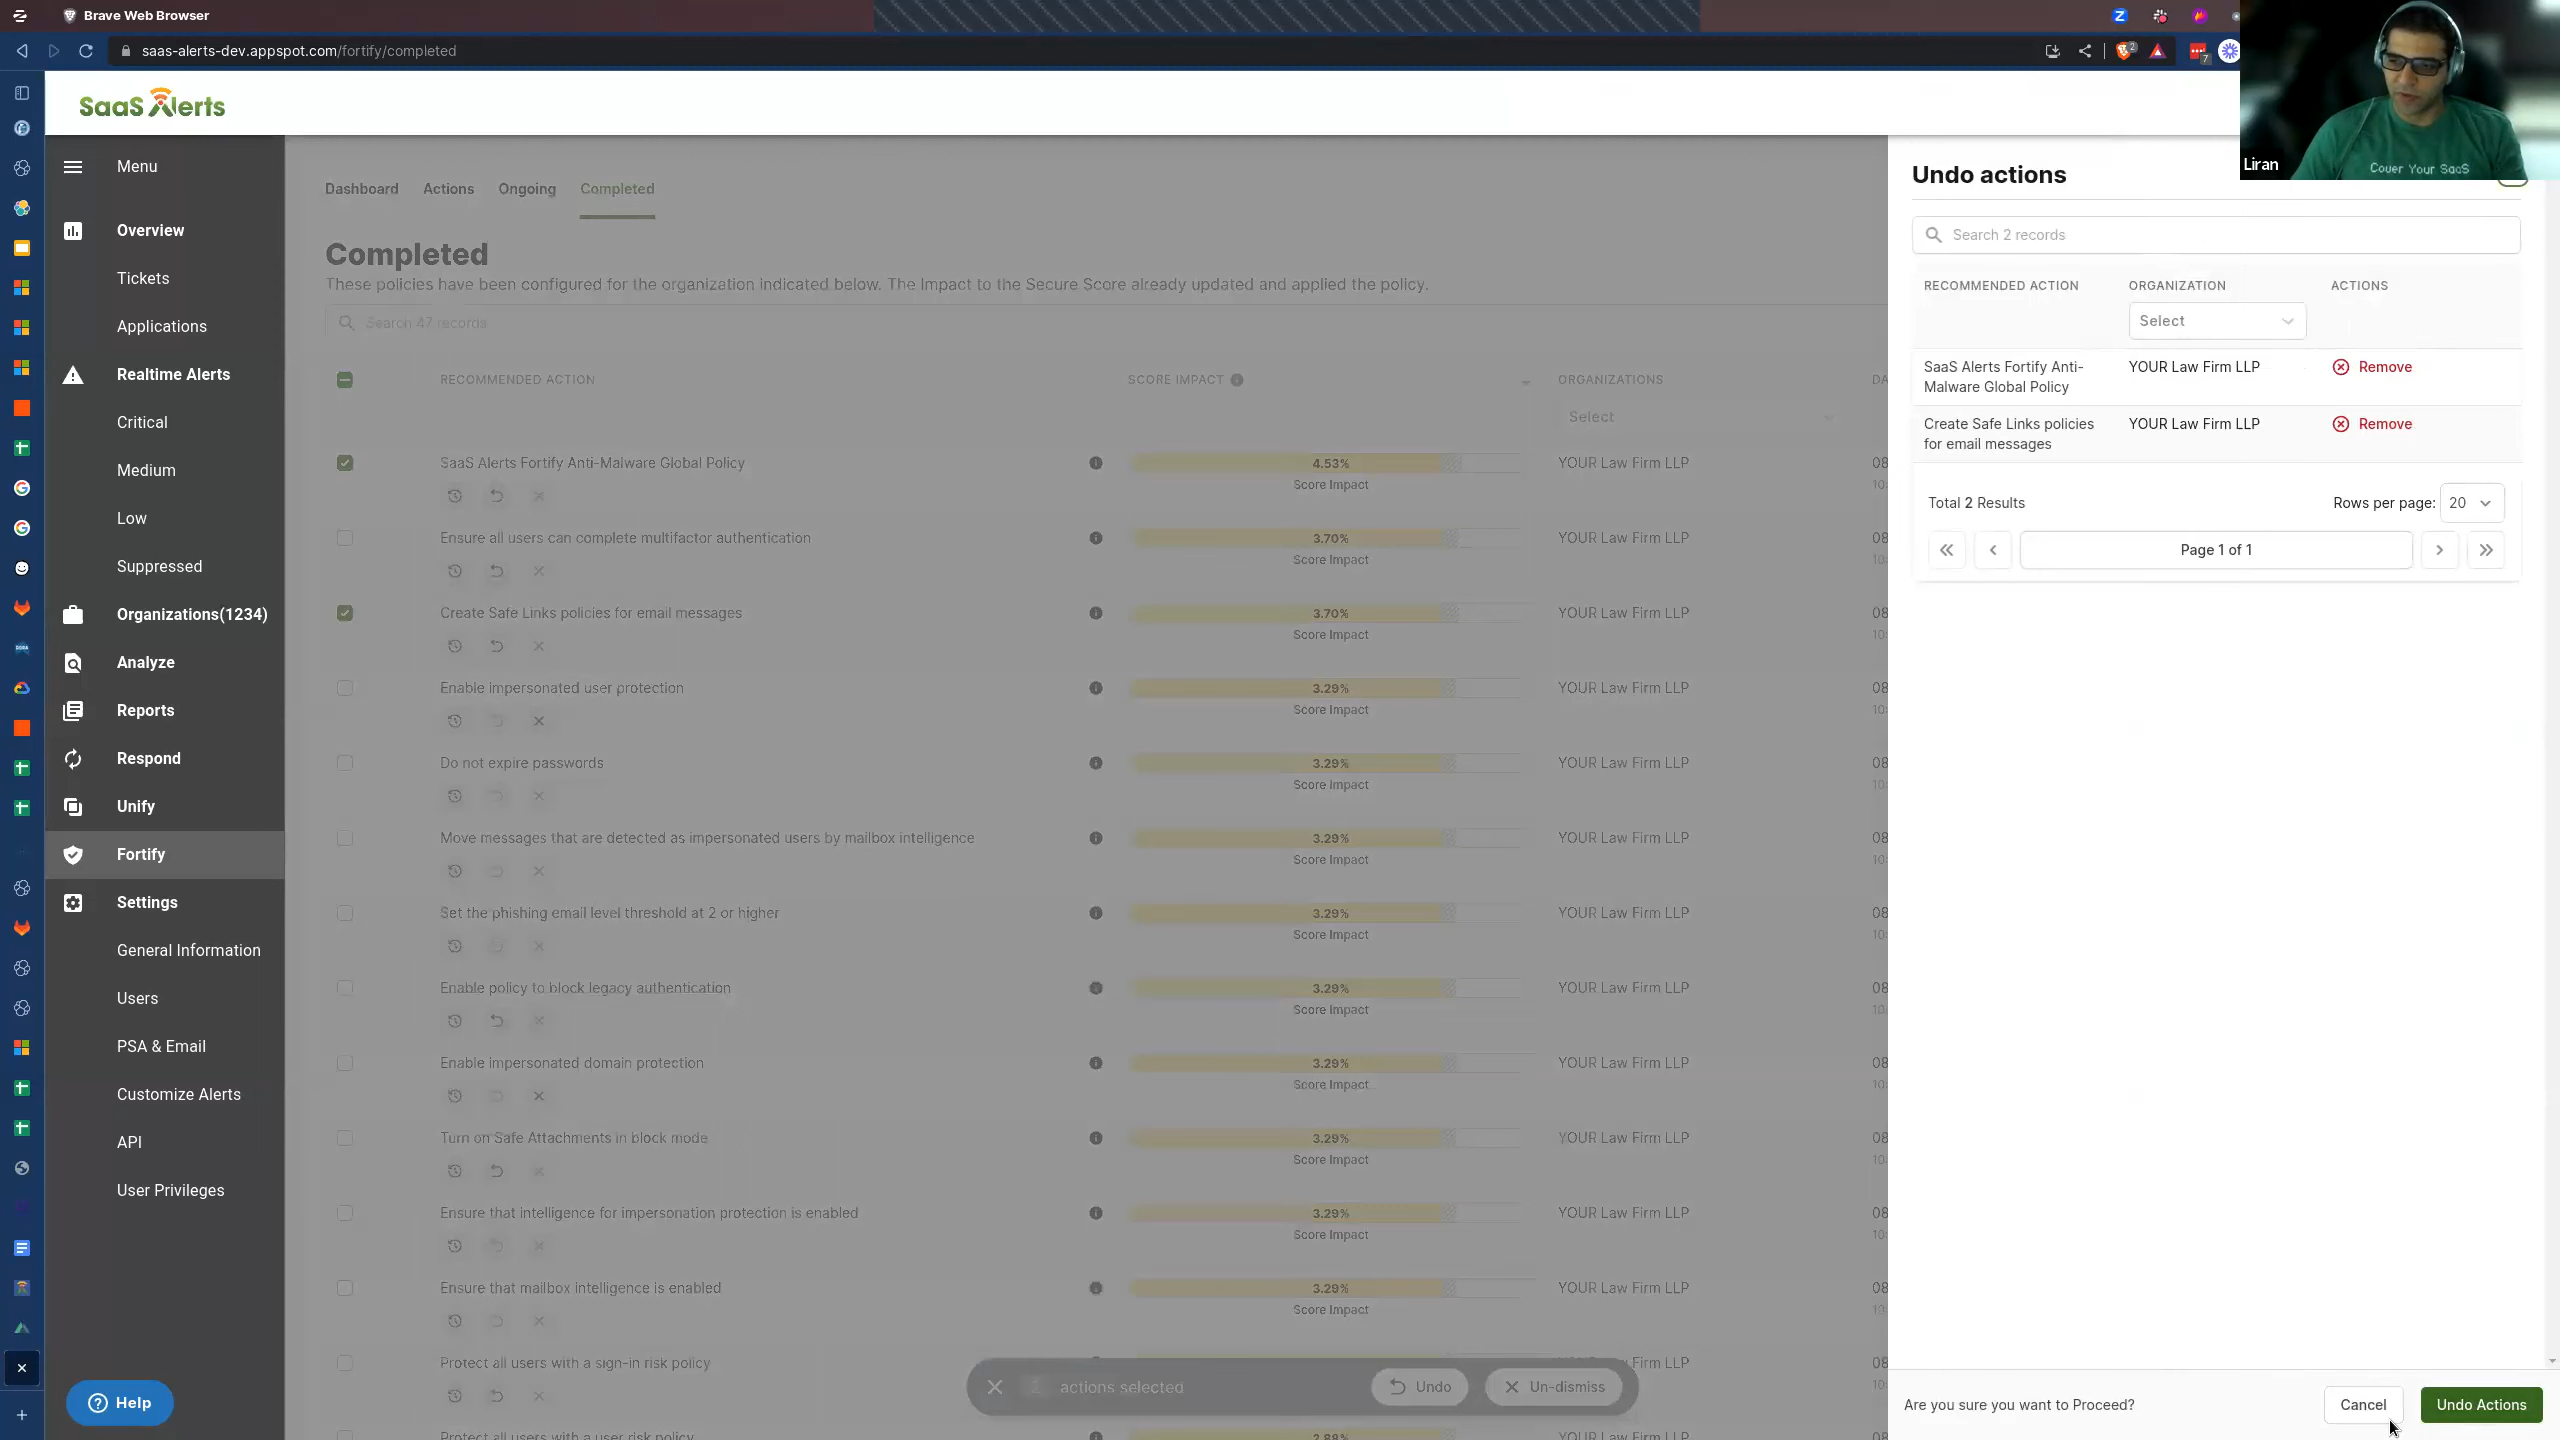 Brave Web Browser
saas-alerts-dev.appspot.com/fortify/completed
2
7
SaaS Alerts
Liran
Cover Your SaaS
Menu
Overview
Tickets
Applications
Realtime Alerts
Critical
Medium
Low
Suppressed
Organizations(1234)
Analyze
Reports
Respond
Unify
Fortify
Settings
General Information
Users
PSA & Email
Customize Alerts
API
User Privileges
Help
Dashboard
Actions
Ongoing
Completed
Completed
These policies have been configured for the organization indicated below. The Impact to the Secure Score already updated and applied the policy.
Search 47 records
RECOMMENDED ACTION
SCORE IMPACT
ORGANIZATIONS
DA
Select
SaaS Alerts Fortify Anti-Malware Global Policy
4.53%
YOUR Law Firm LLP
08
Score Impact
10:
Ensure all users can complete multifactor authentication
3.70%
YOUR Law Firm LLP
08
Score Impact
10:
Create Safe Links policies for email messages
3.70%
YOUR Law Firm LLP
08
Score Impact
10:
Enable impersonated user protection
3.29%
YOUR Law Firm LLP
08
Score Impact
10:
Do not expire passwords
3.29%
YOUR Law Firm LLP
08
Score Impact
10:
Move messages that are detected as impersonated users by mailbox intelligence
3.29%
YOUR Law Firm LLP
08
Score Impact
10:
Set the phishing email level threshold at 2 or higher
3.29%
YOUR Law Firm LLP
08
Score Impact
10:
Enable policy to block legacy authentication
3.29%
YOUR Law Firm LLP
08
Score Impact
10:
Enable impersonated domain protection
3.29%
YOUR Law Firm LLP
08
Score Impact
10:
Turn on Safe Attachments in block mode
3.29%
YOUR Law Firm LLP
08
Score Impact
10:
Ensure that intelligence for impersonation protection is enabled
3.29%
YOUR Law Firm LLP
08
Score Impact
10:
Ensure that mailbox intelligence is enabled
3.29%
YOUR Law Firm LLP
08
Score Impact
10:
Protect all users with a sign-in risk policy
Firm LLP
08
10:
actions selected
Undo
Un-dismiss
Protect all users with a user risk policy
2.88%
YOUR Law Firm LLP
08
Undo actions
Search 2 records
RECOMMENDED ACTION
ORGANIZATION
ACTIONS
Select
SaaS Alerts Fortify Anti-
Malware Global Policy
YOUR Law Firm LLP
Remove
Create Safe Links policies
for email messages
YOUR Law Firm LLP
Remove
Total 2 Results
Rows per page:
20
Page 1 of 1
Are you sure you want to Proceed?
Cancel
Undo Actions